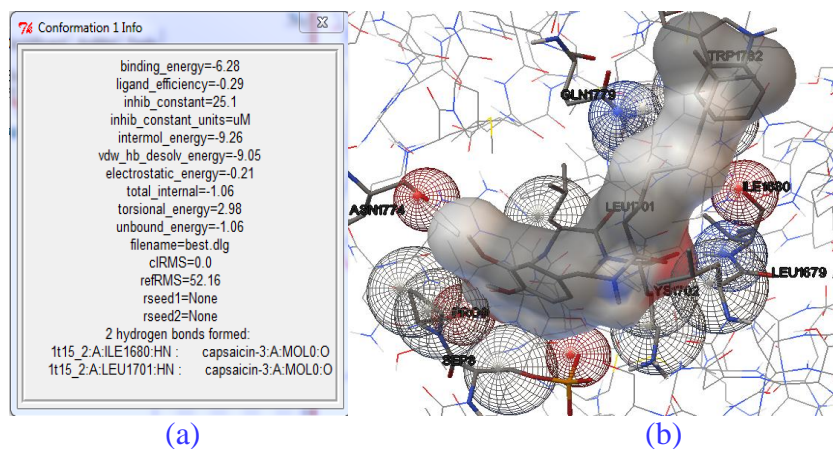 Conformation 1 Info
binding_energy=-6.28
ligand_efficiency=-0.29
inhib_constant=25.1
inhib_constant_units=uM
intermol_energy=-9.26
vdw_hb_desolv_energy=-9.05
electrostatic_energy=-0.21
total_internal=-1.06
torsional_energy=2.98
unbound_energy=-1.06
filename=best.dlg
clRMS=0.0
refRMS=52.16
rseed1=None
rseed2=None
2 hydrogen bonds formed:
1t15_2:A:ILE1680:HN : capsaicin-3:A:MOL0:O
1t15_2:A:LEU1701:HN : capsaicin-3:A:MOL0:O
(a)
TRP1782
GLN1779
ILE1680
ASN1774
LEU1701
LEU1679
LYS1702
PRO9
SEP8
(b)